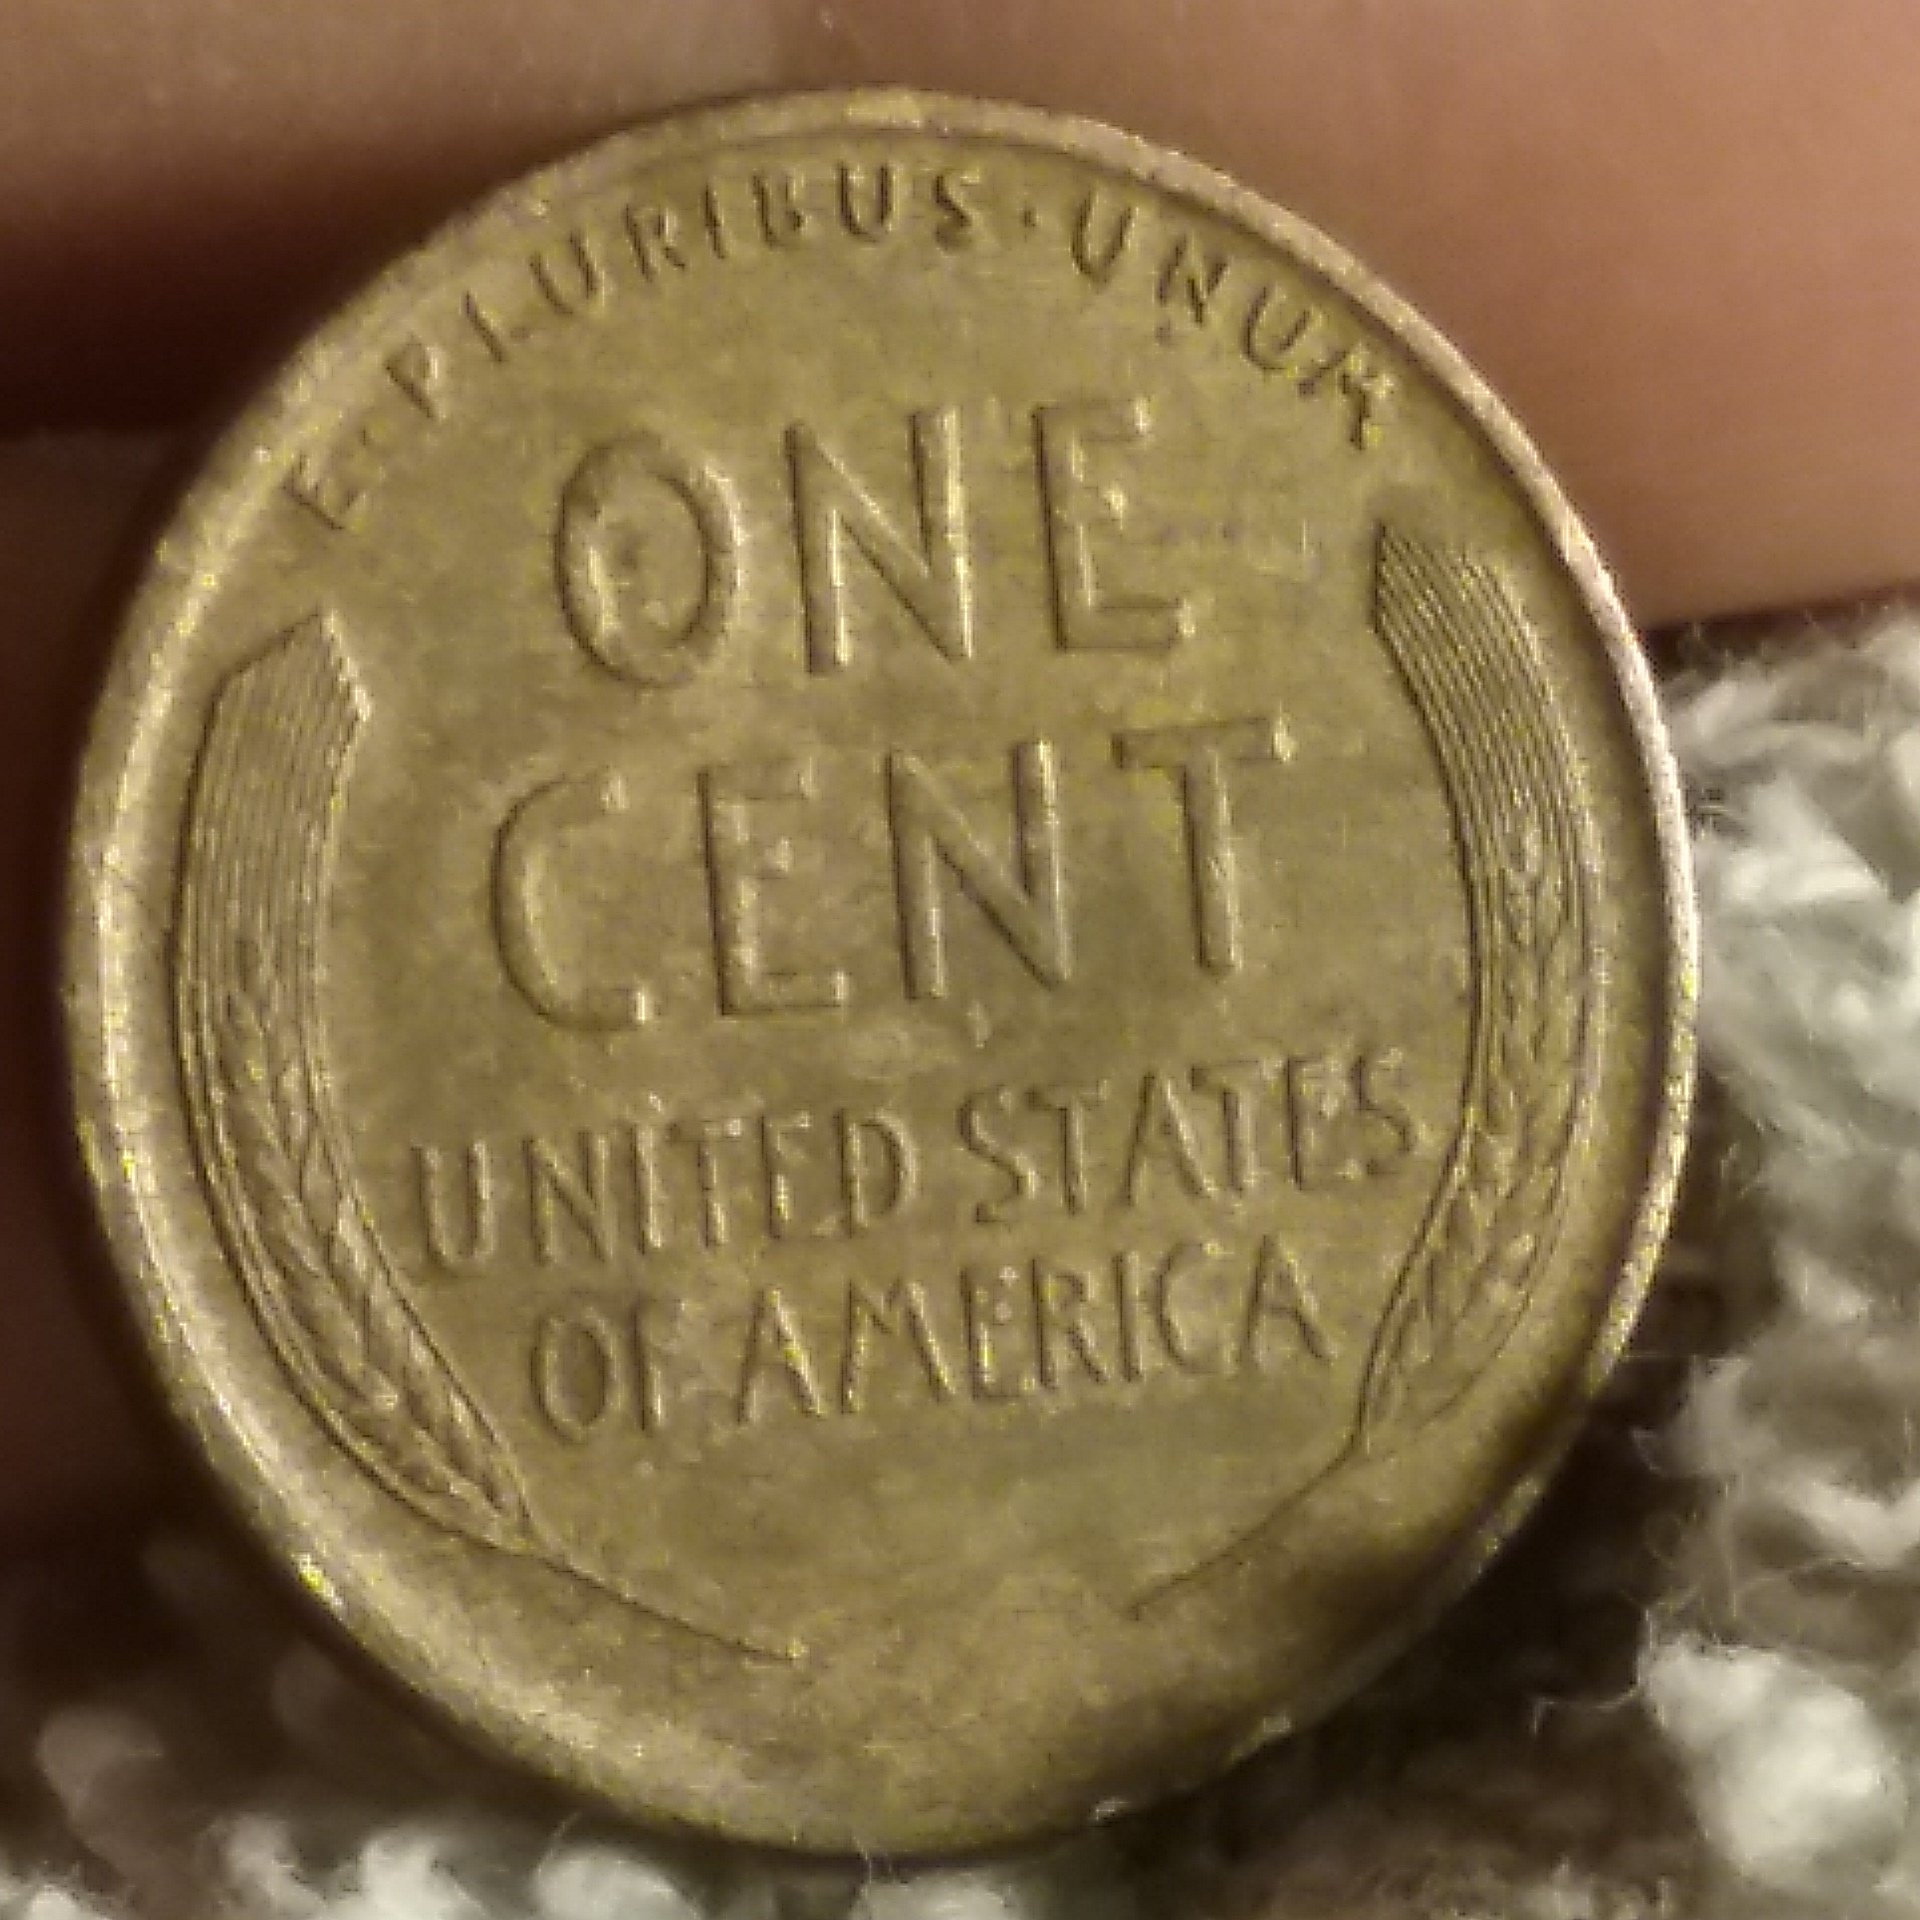 E·PLURIBUS·UNUM
ONE
CENT
UNITED STATES
OF AMERICA